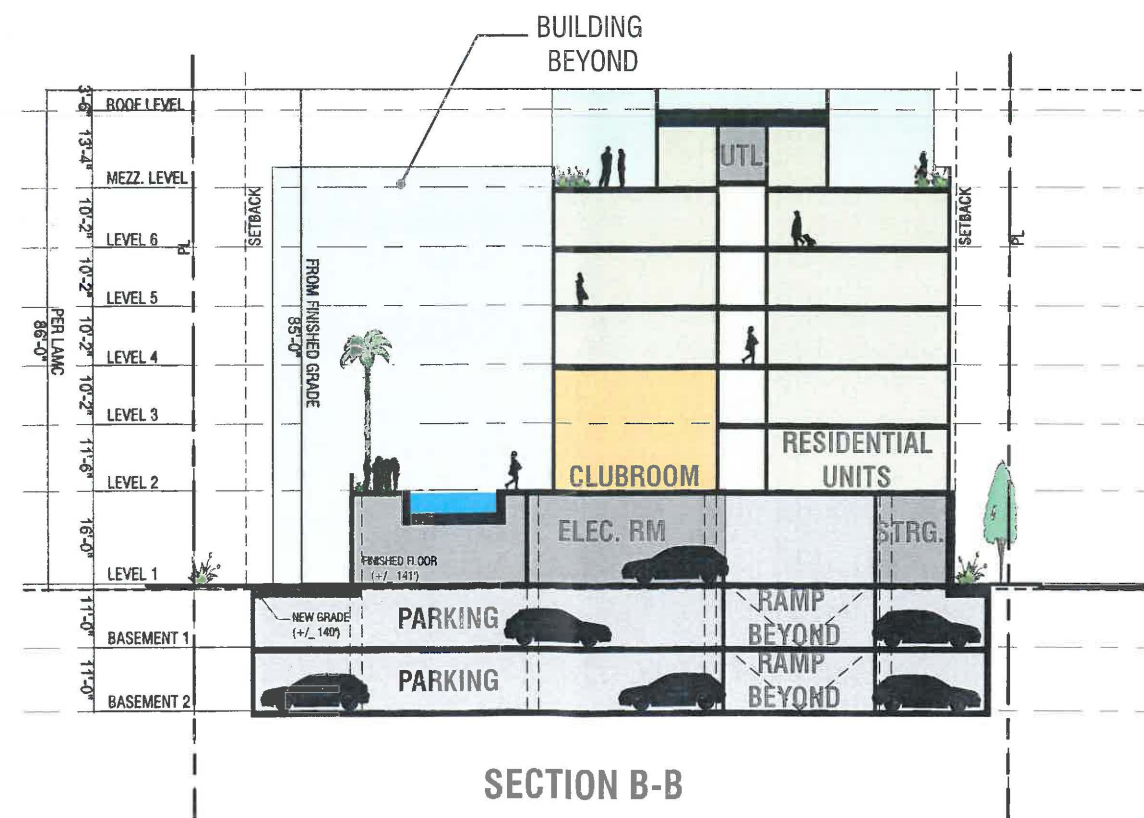 BUILDING
BEYOND
3'-6"
ROOF LEVEL
13'-4"
UTL.
MEZZ. LEVEL
10'-2"
SETBACK
SETBACK
LEVEL 6
PL
PL
10'-2"
FROM FINISHED GRADE
85'-0"
LEVEL 5
PER LAMC
86'-0"
10'-2"
LEVEL 4
10'-2"
LEVEL 3
11'-6"
RESIDENTIAL
UNITS
CLUBROOM
LEVEL 2
16'-0"
ELEC. RM
STRG.
FINISHED FLOOR
(+/_ 141')
LEVEL 1
11'-0"
NEW GRADE
(+/_ 140')
PARKING
RAMP
BEYOND
BASEMENT 1
11'-0"
PARKING
RAMP
BEYOND
BASEMENT 2
SECTION B-B